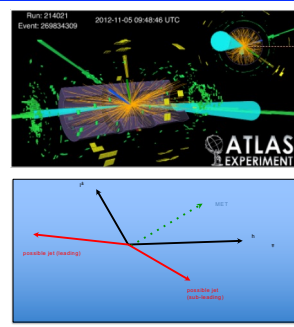 Run: 214021
Event: 269834309
2012-11-05 09:48:46 UTC
ATLAS
EXPERIMENT
MET
possible jet (leading)
possible jet
(sub-leading)